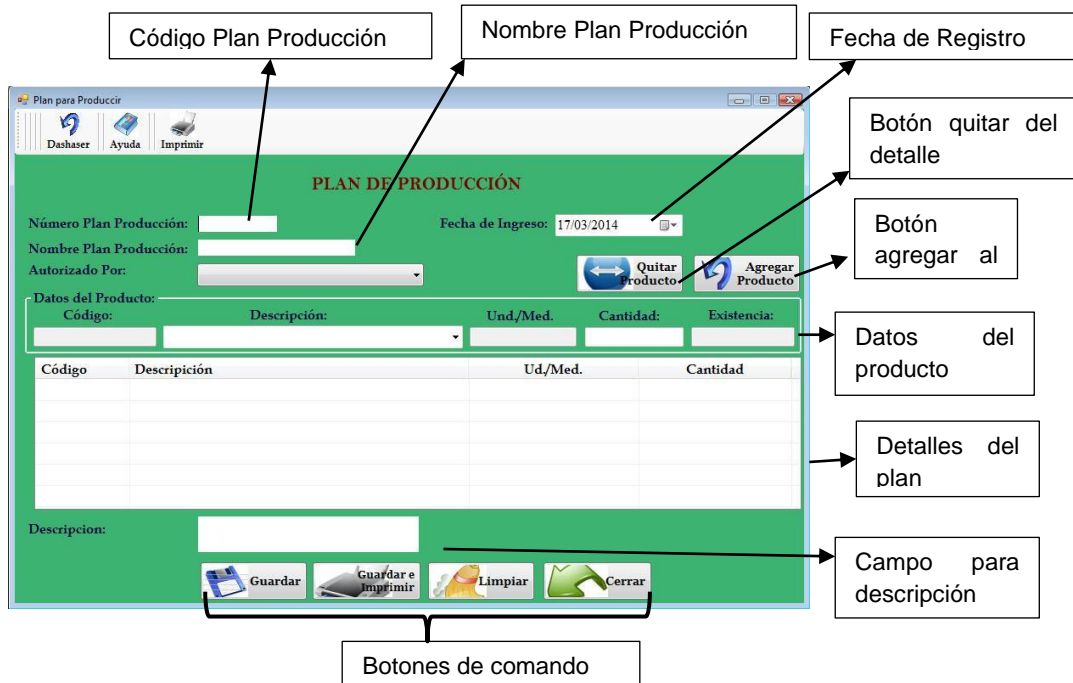 Código Plan Producción
Nombre Plan Producción
Fecha de Registro
Plan para Produccir
Dashaser
Ayuda
Imprimir
Botón quitar del
detalle
PLAN DE PRODUCCIÓN
Número Plan Producción:
Fecha de Ingreso: 17/03/2014
Nombre Plan Producción:
Autorizado Por:
Quitar
Producto
Agregar
Producto
Botón
agregar al
Datos del Producto:
Código:
Descripción:
Und./Med.
Cantidad:
Existencia:
Datos del
producto
Código
Descripición
Ud./Med.
Cantidad
Detalles del
plan
Descripcion:
Campo para
descripción
Guardar
Guardar e
Imprimir
Limpiar
Cerrar
Botones de comando